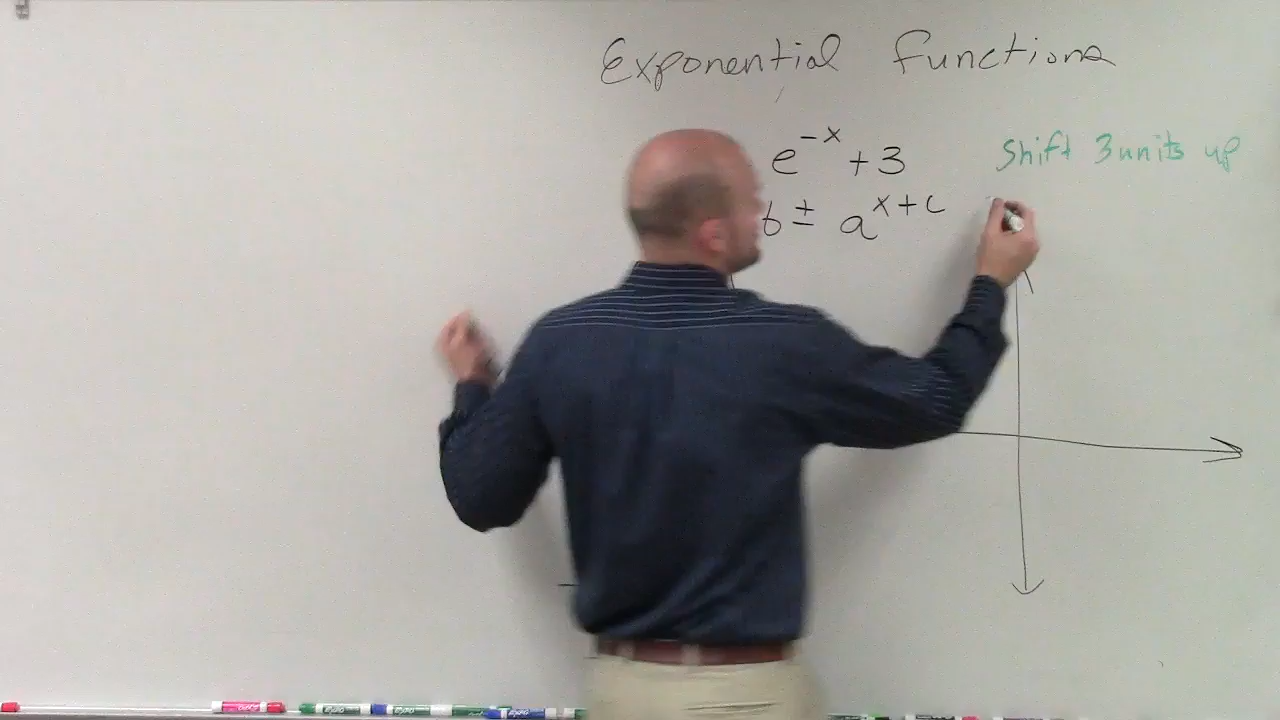 Exponential Functions
e^{-x} + 3
Shift 3 units up
b ± a^{x+c}